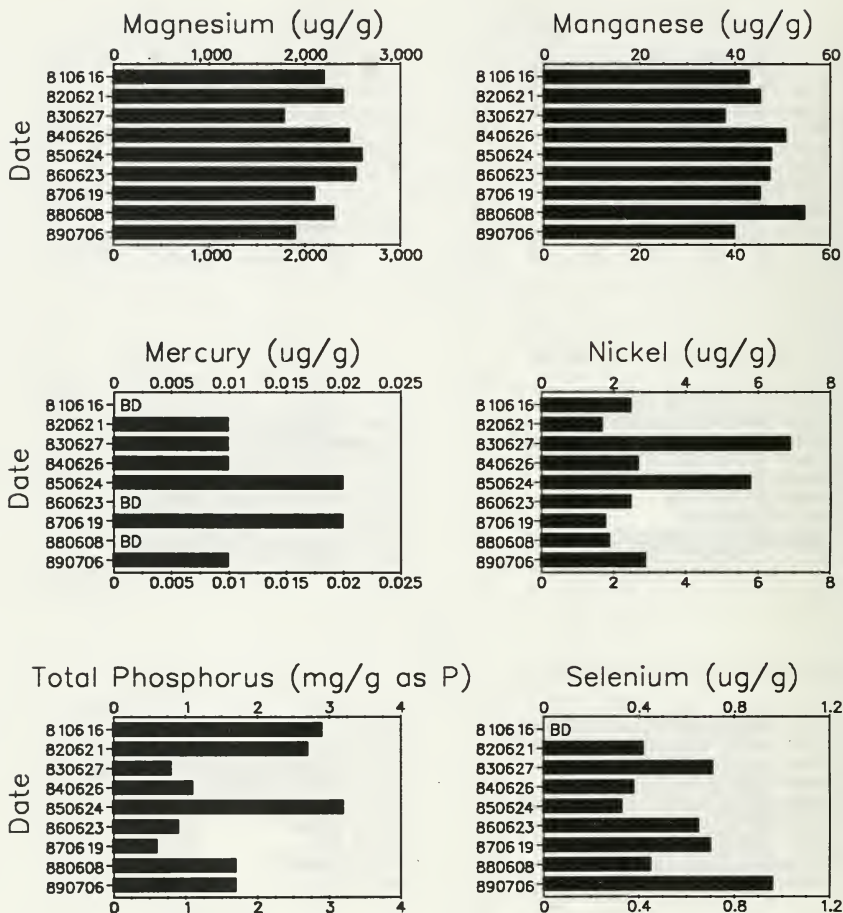 Magnesium (ug/g)
0 1,000 2,000 3,000
Date
810616
820621
830627
840626
850624
860623
870619
880608
890706
0 1,000 2,000 3,000
Manganese (ug/g)
0 20 40 60
810616
820621
830627
840626
850624
860623
870619
880608
890706
0 20 40 60
Mercury (ug/g)
0 0.005 0.01 0.015 0.02 0.025
Date
810616 BD
820621
830627
840626
850624
860623 BD
870619
880608 BD
890706
0 0.005 0.01 0.015 0.02 0.025
Nickel (ug/g)
0 2 4 6 8
810616
820621
830627
840626
850624
860623
870619
880608
890706
0 2 4 6 8
Total Phosphorus (mg/g as P)
0 1 2 3 4
Date
810616
820621
830627
840626
850624
860623
870619
880608
890706
0 1 2 3 4
Selenium (ug/g)
0 0.4 0.8 1.2
810616 BD
820621
830627
840626
850624
860623
870619
880608
890706
0 0.4 0.8 1.2